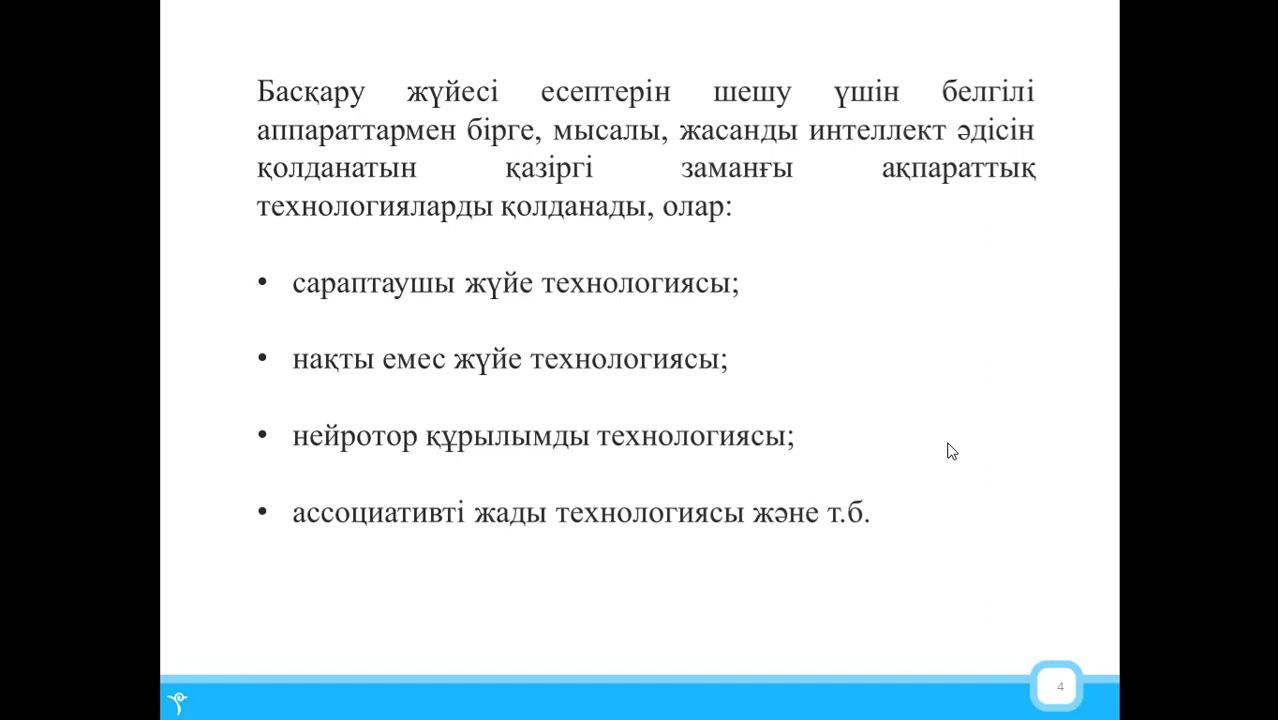 Басқару жүйесі есептерін шешу үшін белгілі
аппараттармен бірге, мысалы, жасанды интеллект әдісін
қолданатын қазіргі заманғы ақпараттық
технологияларды қолданады, олар:
• сараптаушы жүйе технологиясы;
• нақты емес жүйе технологиясы;
• нейротор құрылымды технологиясы;
• ассоциативті жады технологиясы және т.б.
4